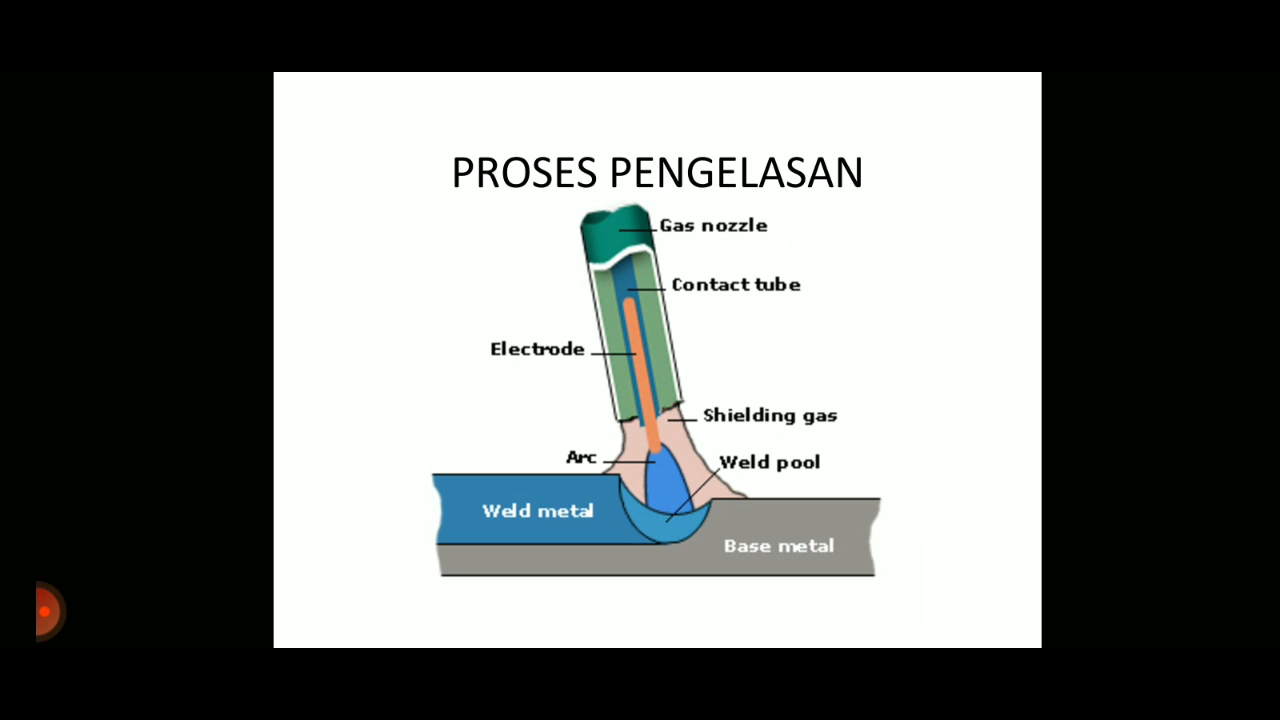 PROSES PENGELASAN
Gas nozzle
Contact tube
Electrode
Shielding gas
Arc
Weld pool
Weld metal
Base metal